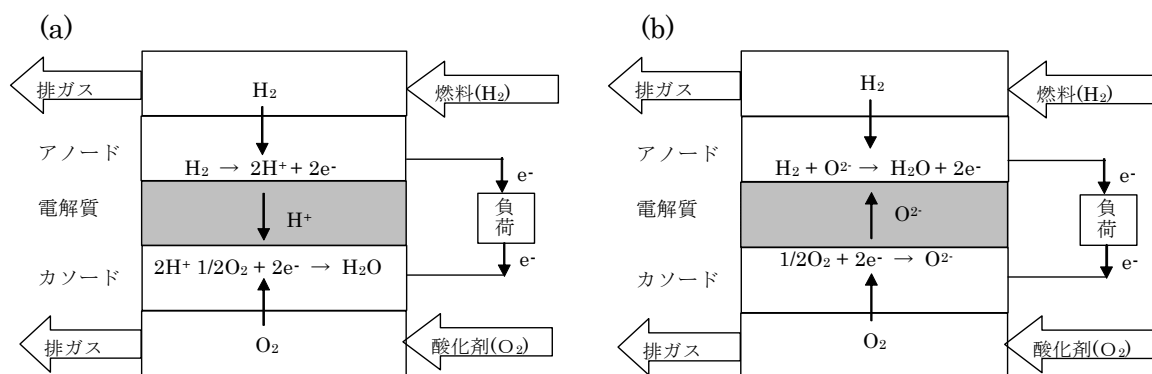 (a)
排ガス
H₂
燃料(H₂)
アノード
H₂ → 2H⁺ + 2e⁻
e⁻
電解質
H⁺
負荷
カソード
2H⁺ 1/2O₂ + 2e⁻ → H₂O
e⁻
排ガス
O₂
酸化剤(O₂)
(b)
排ガス
H₂
燃料(H₂)
アノード
H₂ + O²⁻ → H₂O + 2e⁻
e⁻
電解質
O²⁻
負荷
カソード
1/2O₂ + 2e⁻ → O²⁻
e⁻
排ガス
O₂
酸化剤(O₂)